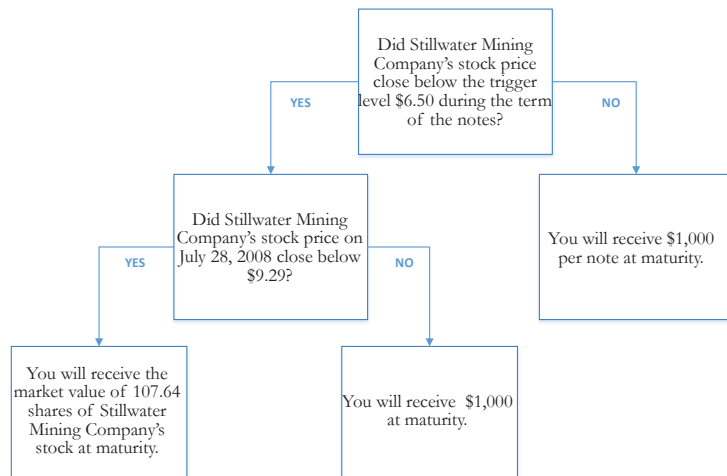 Did Stillwater Mining
Company's stock price
close below the trigger
level $6.50 during the term
of the notes?
YES
NO
Did Stillwater Mining
Company's stock price on
July 28, 2008 close below
$9.29?
You will receive $1,000
per note at maturity.
YES
NO
You will receive the
market value of 107.64
shares of Stillwater
Mining Company's
stock at maturity.
You will receive $1,000
at maturity.